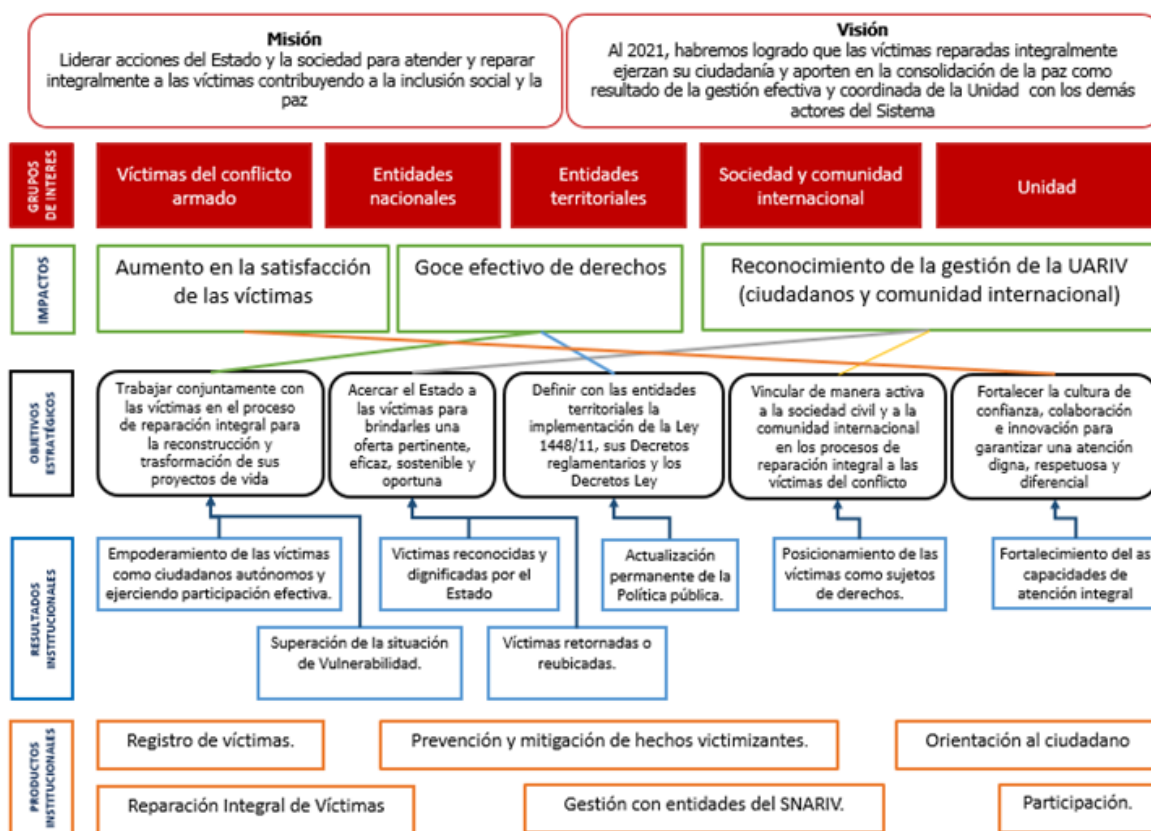 Misión
Liderar acciones del Estado y la sociedad para atender y reparar
integralmente a las víctimas contribuyendo a la inclusión social y la
paz
Visión
Al 2021, habremos logrado que las víctimas reparadas integralmente
ejerzan su ciudadanía y aporten en la consolidación de la paz como
resultado de la gestión efectiva y coordinada de la Unidad con los demás
actores del Sistema
GRUPOS
DE INTERES
Víctimas del conflicto
armado
Entidades
nacionales
Entidades
territoriales
Sociedad y comunidad
internacional
Unidad
IMPACTOS
Aumento en la satisfacción
de las víctimas
Goce efectivo de derechos
Reconocimiento de la gestión de la UARIV
(ciudadanos y comunidad internacional)
OBJETIVOS
ESTRATÉGICOS
Trabajar conjuntamente con
las víctimas en el proceso
de reparación integral para
la reconstrucción y
trasformación de sus
proyectos de vida
Acercar el Estado a
las víctimas para
brindarles una
oferta pertinente,
eficaz, sostenible y
oportuna
Definir con las entidades
territoriales la
implementación de la Ley
1448/11, sus Decretos
reglamentarios y los
Decretos Ley
Vincular de manera activa
a la sociedad civil y a la
comunidad internacional
en los procesos de
reparación integral a las
víctimas del conflicto
Fortalecer la cultura de
confianza, colaboración
e innovación para
garantizar una atención
digna, respetuosa y
diferencial
RESULTADOS
INSTITUCIONALES
Empoderamiento de las víctimas
como ciudadanos autónomos y
ejerciendo participación efectiva.
Victimas reconocidas y
dignificadas por el
Estado
Actualización
permanente de la
Política pública.
Posicionamiento de las
víctimas como sujetos
de derechos.
Fortalecimiento del as
capacidades de
atención integral
Superación de la situación
de Vulnerabilidad.
Víctimas retornadas o
reubicadas.
PRODUCTOS
INSTITUCIONALES
Registro de víctimas.
Prevención y mitigación de hechos victimizantes.
Orientación al ciudadano
Reparación Integral de Víctimas
Gestión con entidades del SNARIV.
Participación.